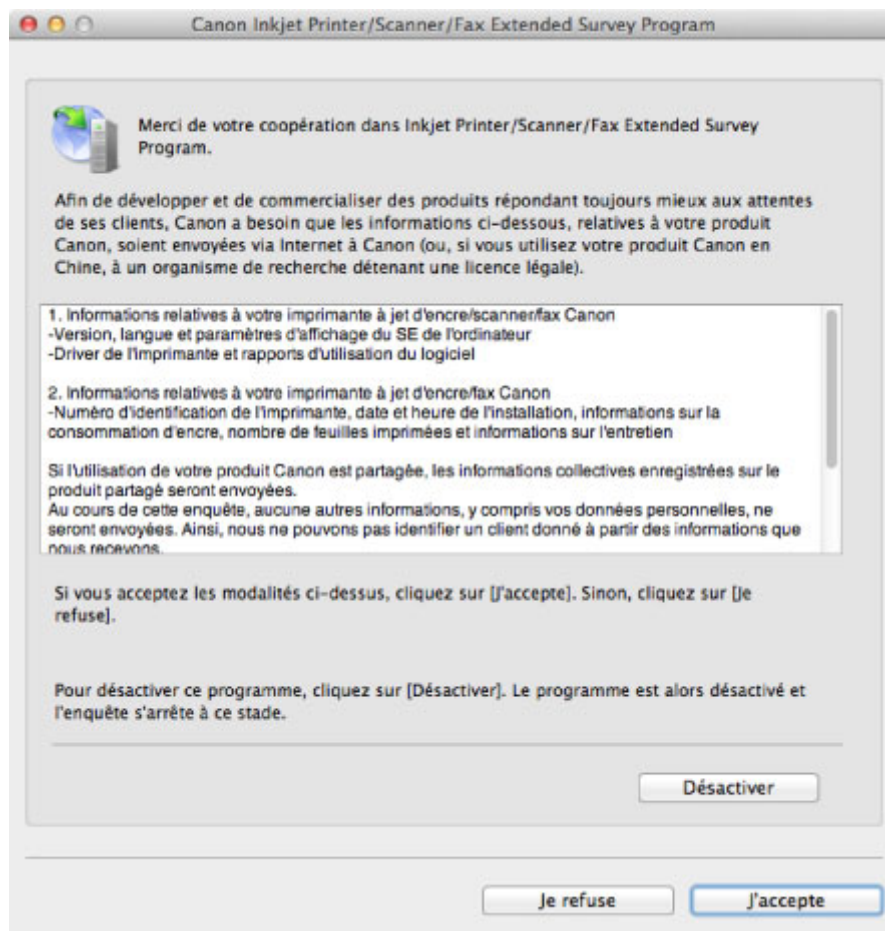 Canon Inkjet Printer/Scanner/Fax Extended Survey Program
Merci de votre coopération dans Inkjet Printer/Scanner/Fax Extended Survey
Program.
Afin de développer et de commercialiser des produits répondant toujours mieux aux attentes
de ses clients, Canon a besoin que les informations ci-dessous, relatives à votre produit
Canon, soient envoyées via Internet à Canon (ou, si vous utilisez votre produit Canon en
Chine, à un organisme de recherche détenant une licence légale).
1. Informations relatives à votre imprimante à jet d'encre/scanner/fax Canon
-Version, langue et paramètres d'affichage du SE de l'ordinateur
-Driver de l'imprimante et rapports d'utilisation du logiciel
2. Informations relatives à votre imprimante à jet d'encre/fax Canon
-Numéro d'identification de l'imprimante, date et heure de l'installation, informations sur la
consommation d'encre, nombre de feuilles imprimées et informations sur l'entretien
Si l'utilisation de votre produit Canon est partagée, les informations collectives enregistrées sur le
produit partagé seront envoyées.
Au cours de cette enquête, aucune autres informations, y compris vos données personnelles, ne
seront envoyées. Ainsi, nous ne pouvons pas identifier un client donné à partir des informations que
nous recevons.
Si vous acceptez les modalités ci-dessus, cliquez sur [J'accepte]. Sinon, cliquez sur [Je
refuse].
Pour désactiver ce programme, cliquez sur [Désactiver]. Le programme est alors désactivé et
l'enquête s'arrête à ce stade.
Désactiver
Je refuse
J'accepte